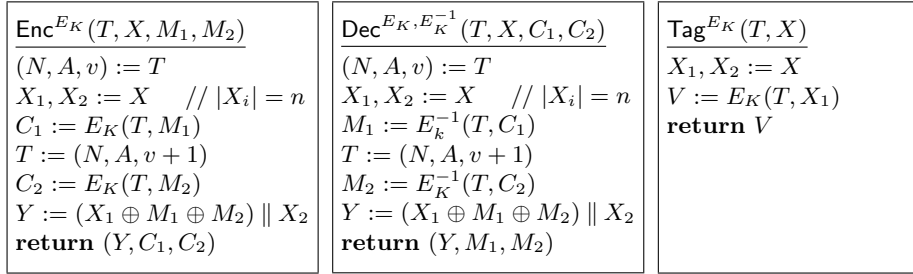 Enc^{E_K}(T, X, M_1, M_2)
(N, A, v) := T
X_1, X_2 := X // |X_i| = n
C_1 := E_K(T, M_1)
T := (N, A, v + 1)
C_2 := E_K(T, M_2)
Y := (X_1 ⊕ M_1 ⊕ M_2) ∥ X_2
return (Y, C_1, C_2)
Dec^{E_K, E_K^{-1}}(T, X, C_1, C_2)
(N, A, v) := T
X_1, X_2 := X // |X_i| = n
M_1 := E_k^{-1}(T, C_1)
T := (N, A, v + 1)
M_2 := E_K^{-1}(T, C_2)
Y := (X_1 ⊕ M_1 ⊕ M_2) ∥ X_2
return (Y, M_1, M_2)
Tag^{E_K}(T, X)
X_1, X_2 := X
V := E_K(T, X_1)
return V